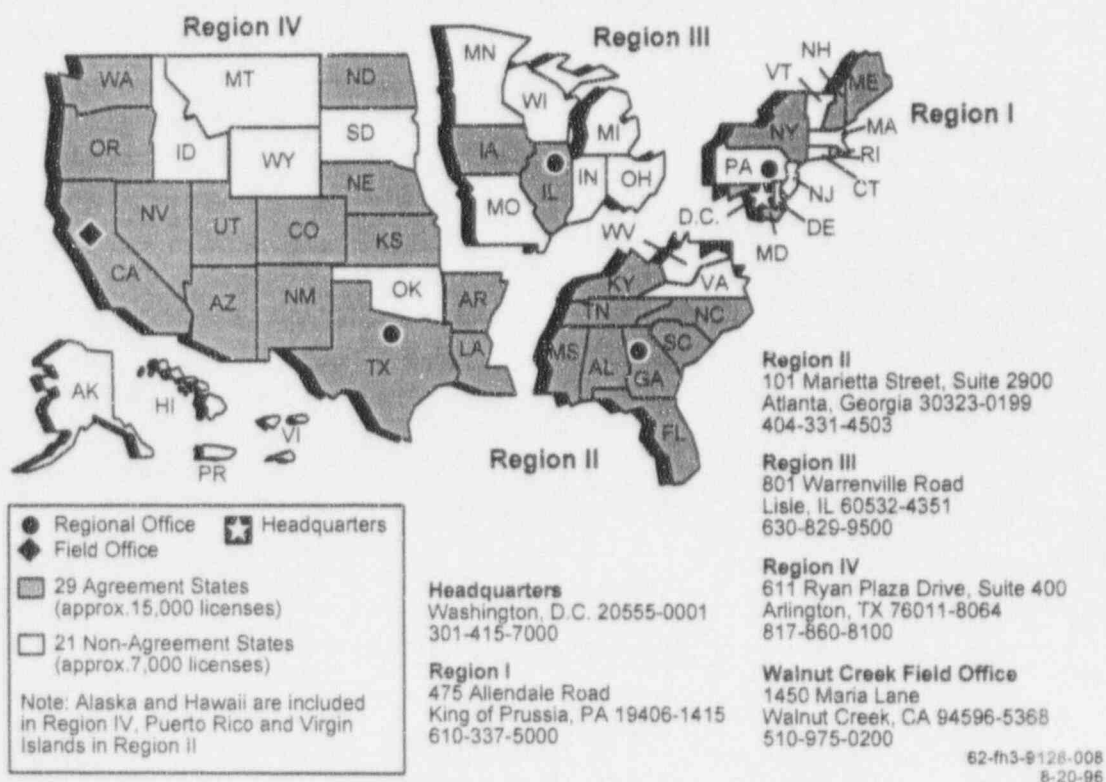 Region IV
Region III
Region I
WA
MT
ND
OR
ID
WY
SD
NE
NV
UT
CO
KS
CA
AZ
NM
OK
AR
TX
LA
AK
HI
VI
PR
MN
WI
MI
IA
IL
IN
OH
MO
NH
VT
ME
NY
MA
RI
CT
PA
NJ
DE
D.C.
MD
WV
VA
KY
TN
NC
SC
MS
AL
GA
FL
Region II
Regional Office
Headquarters
Field Office
29 Agreement States
(approx.15,000 licenses)
21 Non-Agreement States
(approx.7,000 licenses)
Note: Alaska and Hawaii are included
in Region IV, Puerto Rico and Virgin
Islands in Region II
Headquarters
Washington, D.C. 20555-0001
301-415-7000
Region I
475 Allendale Road
King of Prussia, PA 19406-1415
610-337-5000
Region II
101 Marietta Street, Suite 2900
Atlanta, Georgia 30323-0199
404-331-4503
Region III
801 Warrenville Road
Lisle, IL 60532-4351
630-829-9500
Region IV
611 Ryan Plaza Drive, Suite 400
Arlington, TX 76011-8064
817-860-8100
Walnut Creek Field Office
1450 Maria Lane
Walnut Creek, CA 94596-5368
510-975-0200
62-fh3-9128-008
8-20-96